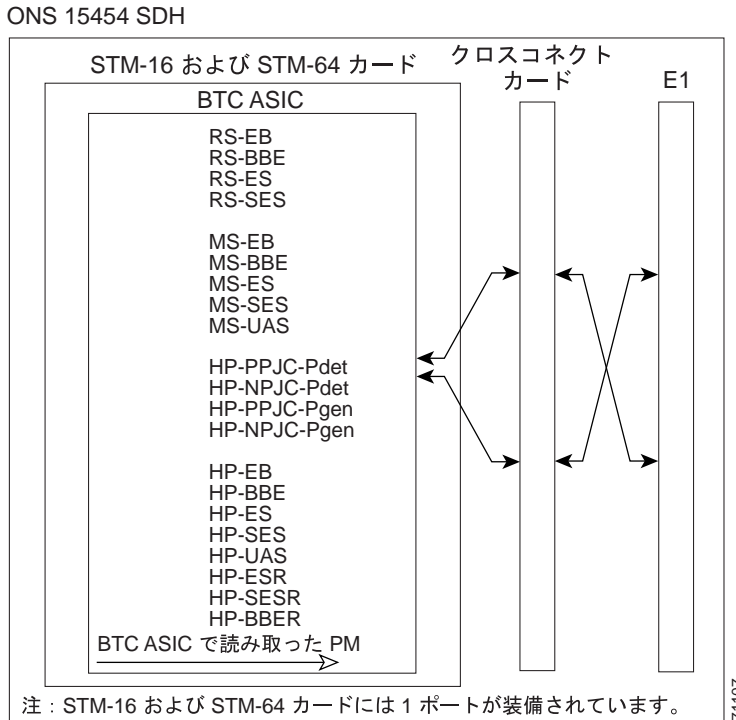 ONS 15454 SDH
STM-16 および STM-64 カード
クロスコネクト
カード
E1
BTC ASIC
RS-EB
RS-BBE
RS-ES
RS-SES
MS-EB
MS-BBE
MS-ES
MS-SES
MS-UAS
HP-PPJC-Pdet
HP-NPJC-Pdet
HP-PPJC-Pgen
HP-NPJC-Pgen
HP-EB
HP-BBE
HP-ES
HP-SES
HP-UAS
HP-ESR
HP-SESR
HP-BBER
BTC ASIC で読み取った PM
注：STM-16 および STM-64 カードには 1 ポートが装備されています。